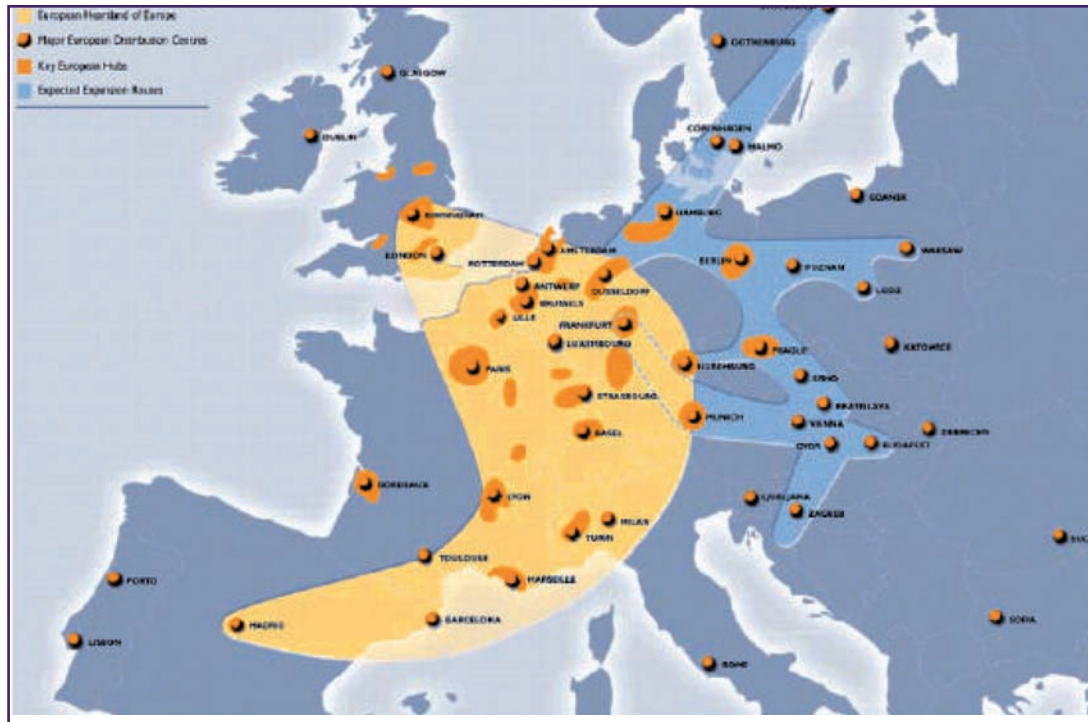 European Heartland of Europe
Major European Distribution Centres
Key European Hubs
Expected Expansion Routes
GOTHENBURG
GLASGOW
DUBLIN
COPENHAGEN
MALMO
GDANSK
HAMBURG
BIRMINGHAM
AMSTERDAM
WARSAW
LONDON
ROTTERDAM
BERLIN
POZNAN
DUSSELDORF
ANTWERP
LODZ
BRUSSELS
LILLE
FRANKFURT
LUXEMBOURG
PRAGUE
KATOWICE
PARIS
NUREMBURG
BRNO
STRASBOURG
BRATISLAVA
MUNICH
VIENNA
BASEL
GYOR
BUDAPEST
DEBRECEN
BORDEAUX
LYON
LJUBLJANA
ZAGREB
MILAN
TURIN
TOULOUSE
MARSEILLE
PORTO
BARCELONA
MADRID
SOFIA
LISBON
ROME